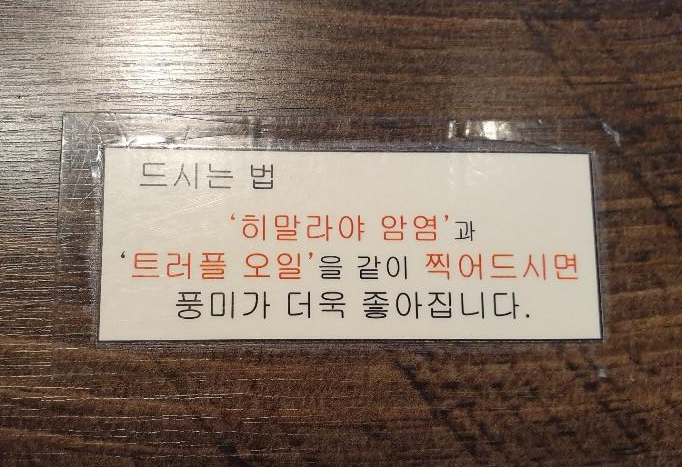 드시는 법
‘히말라야 암염’과
‘트러플 오일’을 같이 찍어드시면
풍미가 더욱 좋아집니다.